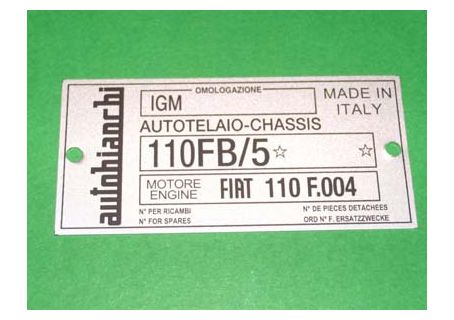 autobianchi
OMOLOGAZIONE
IGM
MADE IN
ITALY
AUTOTELAIO-CHASSIS
110FB/5☆ ☆
MOTORE
ENGINE
FIAT 110 F.004
N° PER RICAMBI
N° FOR SPARES
N° DE PIECES DETACHEES
ORD N° F. ERSATZZWECKE